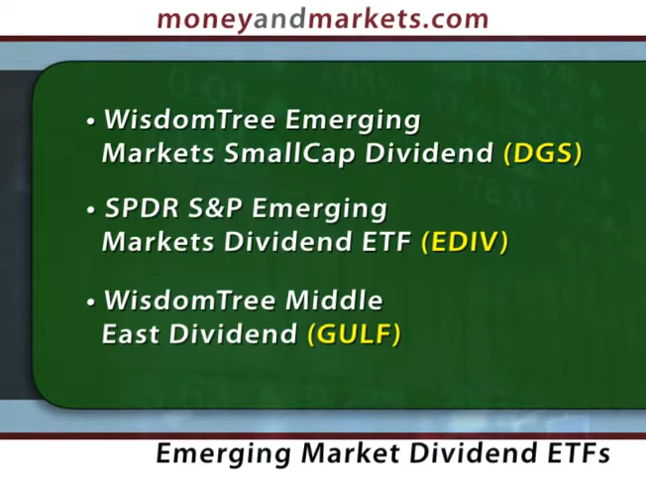 moneyandmarkets.com
• WisdomTree Emerging
Markets SmallCap Dividend (DGS)
• SPDR S&P Emerging
Markets Dividend ETF (EDIV)
• WisdomTree Middle
East Dividend (GULF)
Emerging Market Dividend ETFs